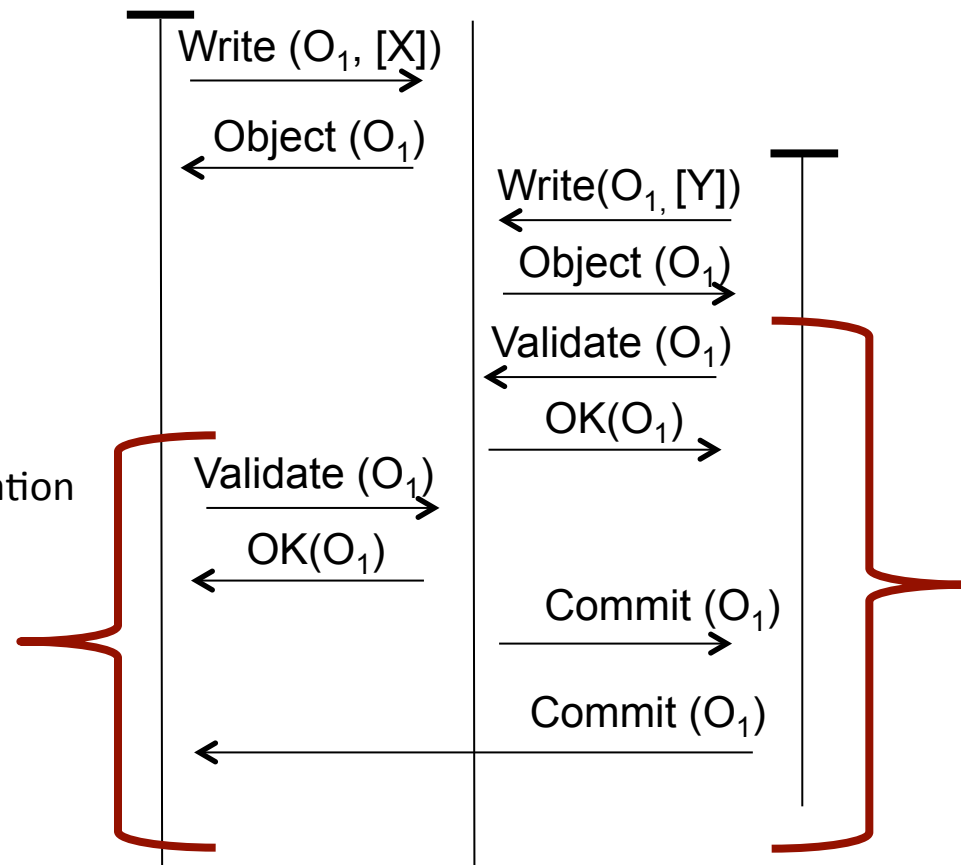 Write (O₁, [X])
Object (O₁)
Write(O₁, [Y])
Object (O₁)
Validate (O₁)
OK(O₁)
Validate (O₁)
OK(O₁)
Commit (O₁)
Commit (O₁)